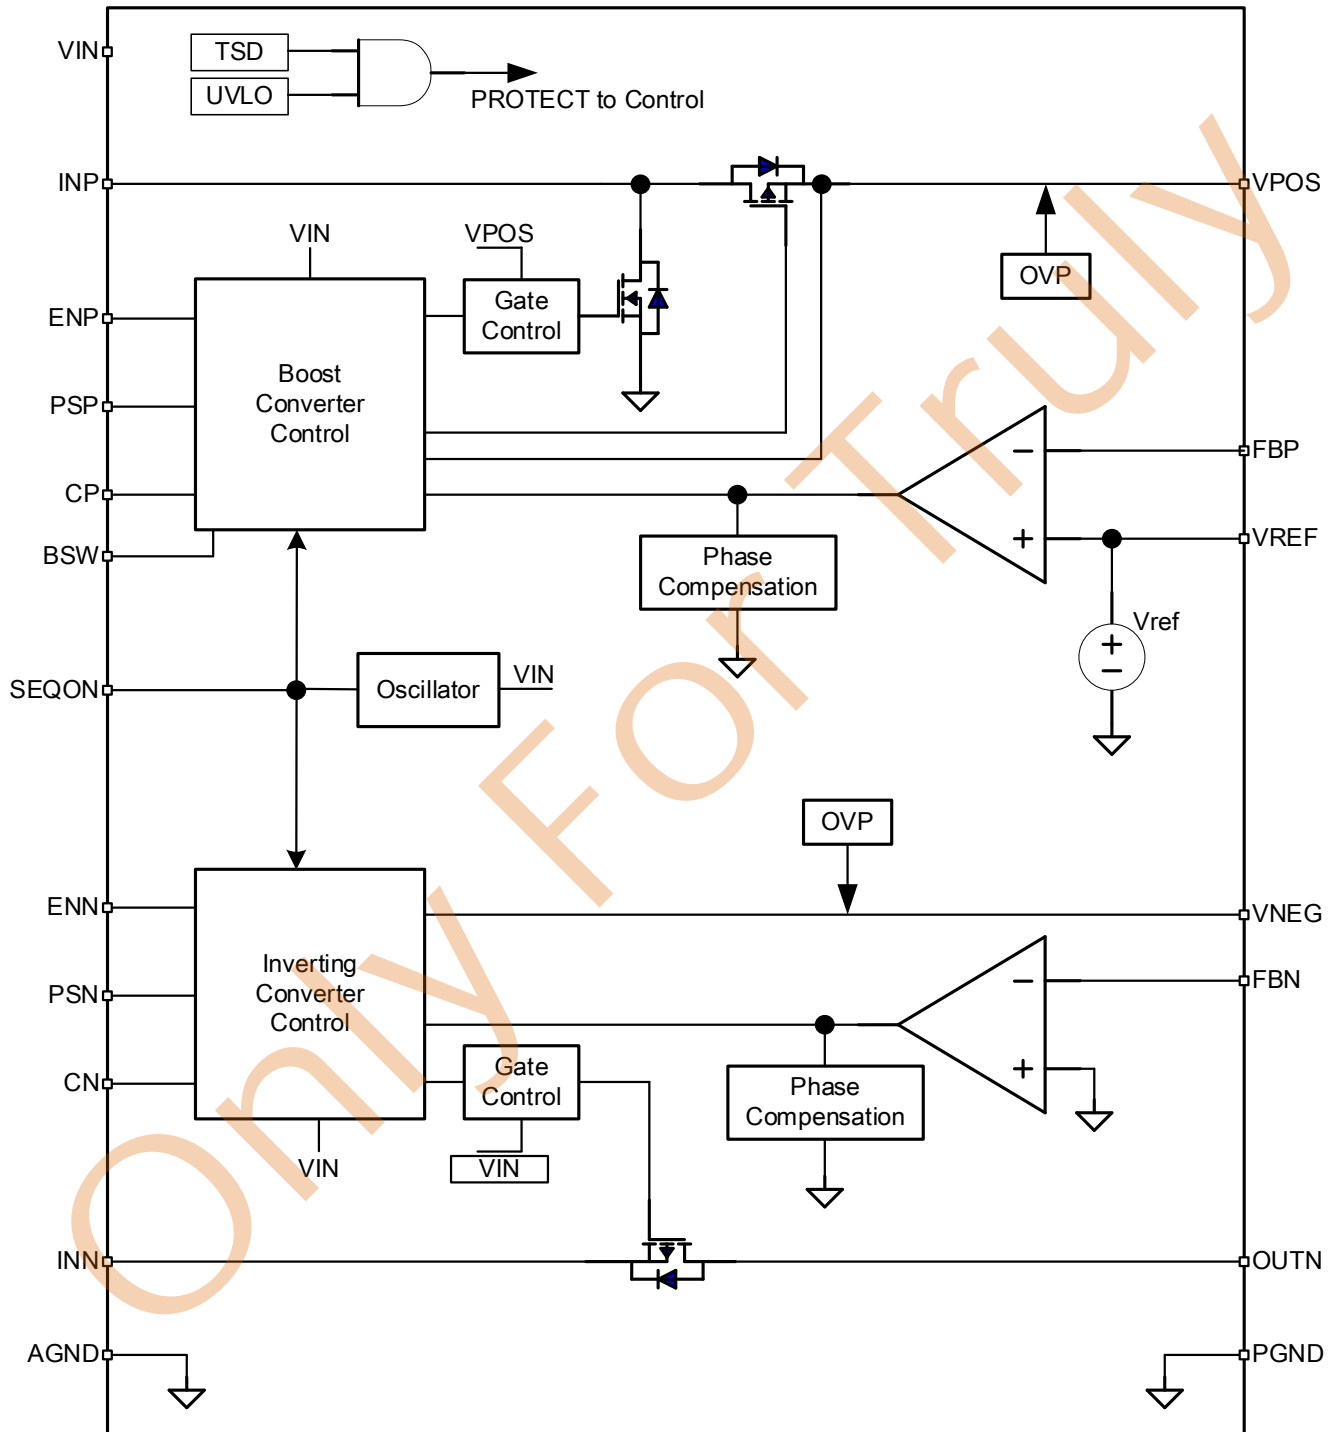 VIN
TSD
UVLO
PROTECT to Control
INP
VPOS
OVP
VIN
VPOS
Gate
Control
ENP
Boost
Converter
Control
PSP
CP
BSW
-
FBP
+
VREF
Phase
Compensation
Vref
+
-
SEQON
Oscillator
VIN
OVP
ENN
VNEG
Inverting
Converter
Control
PSN
-
FBN
CN
Gate
Control
+
Phase
Compensation
VIN
VIN
INN
OUTN
AGND
PGND
Only For Truly